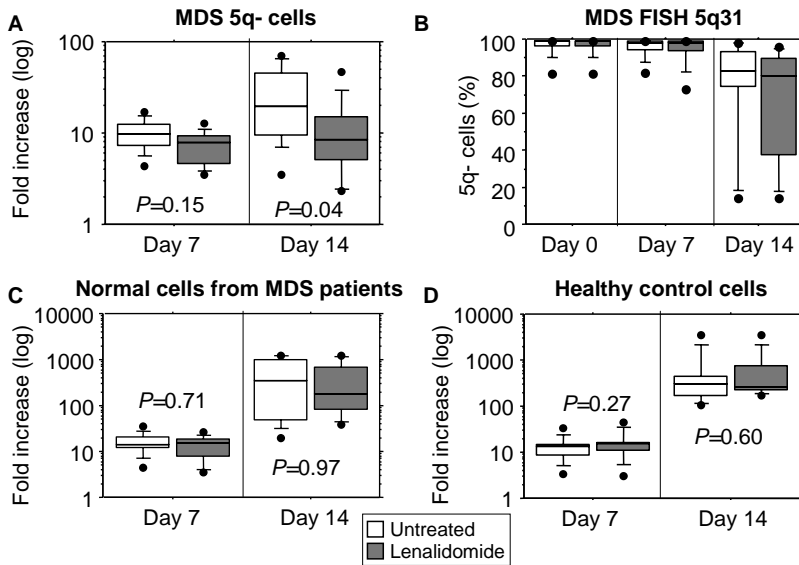 A
MDS 5q- cells
Fold increase (log)
100
10
1
P=0.15
P=0.04
Day 7
Day 14
B
MDS FISH 5q31
5q- cells (%)
100
80
60
40
20
0
Day 0
Day 7
Day 14
C
Normal cells from MDS patients
Fold increase (log)
10000
1000
100
10
1
P=0.71
P=0.97
Day 7
Day 14
D
Healthy control cells
Fold increase (log)
10000
1000
100
10
1
P=0.27
P=0.60
Day 7
Day 14
Untreated
Lenalidomide